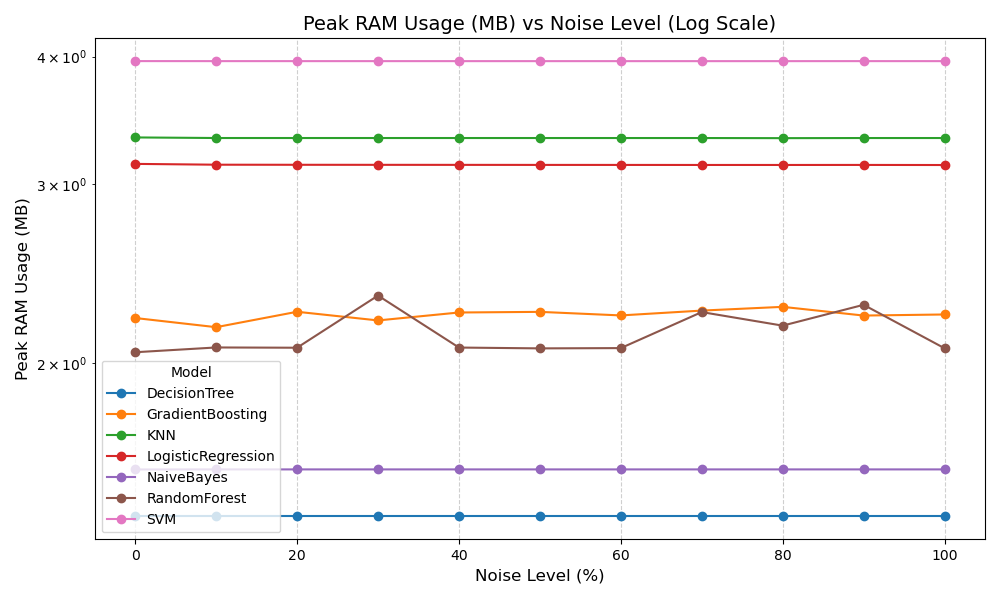 Peak RAM Usage (MB) vs Noise Level (Log Scale)
Peak RAM Usage (MB)
4 × 10⁰
3 × 10⁰
2 × 10⁰
Model
DecisionTree
GradientBoosting
KNN
LogisticRegression
NaiveBayes
RandomForest
SVM
0 20 40 60 80 100
Noise Level (%)